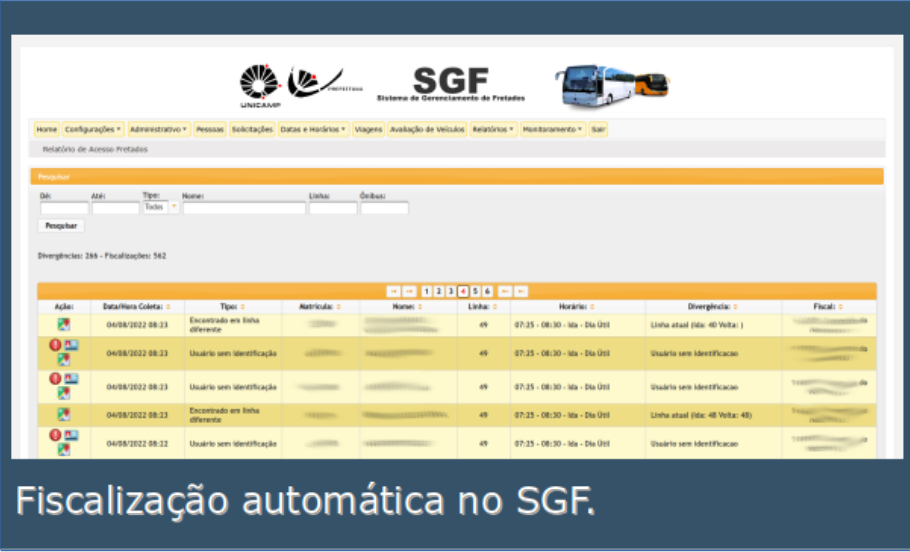 UNICAMP
PREFEITURA
SGF
Sistema de Gerenciamento de Fretados
Home Configurações Administrativo Pessoas Solicitações Datas e Horários Viagens Avaliação de Veículos Relatórios Monitoramento Sair
Relatório de Acesso Fretados
Pesquisar
Dê: Até: Tipo: Nome: Linha: Ônibus:
Todos
Pesquisar
Divergências: 266 - Fiscalizações: 562
1 2 3 4 5 6
Ação: Data/Hora Coleta: Tipo: Matrícula: Nome: Linha: Horário: Divergência: Fiscal:
04/08/2022 08:23 Encontrado em linha diferente 49 07:25 - 08:30 - Ida - Dia Útil Linha atual (Ida: 40 Volta: )
04/08/2022 08:23 Usuário sem identificação 49 07:25 - 08:30 - Ida - Dia Útil Usuário sem identificacao
04/08/2022 08:23 Usuário sem identificação 49 07:25 - 08:30 - Ida - Dia Útil Usuário sem identificacao
04/08/2022 08:23 Encontrado em linha diferente 49 07:25 - 08:30 - Ida - Dia Útil Linha atual (Ida: 48 Volta: 48)
04/08/2022 08:22 Usuário sem identificação 49 07:25 - 08:30 - Ida - Dia Útil Usuário sem identificacao
Fiscalização automática no SGF.